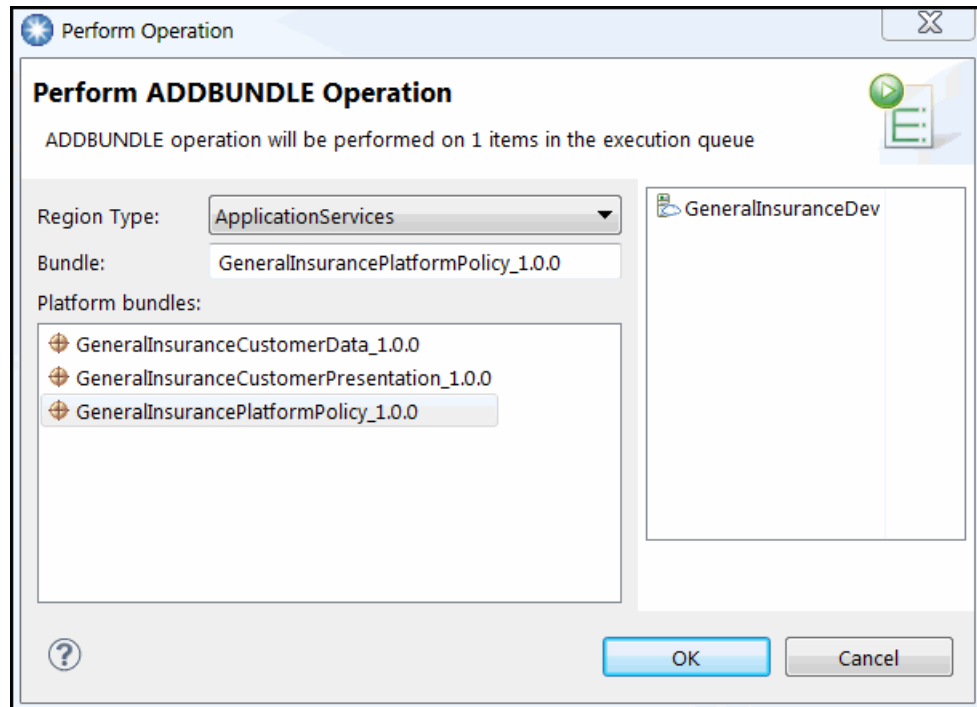 Perform Operation
Perform ADDBUNDLE Operation
ADDBUNDLE operation will be performed on 1 items in the execution queue
Region Type: ApplicationServices
GeneralInsuranceDev
Bundle: GeneralInsurancePlatformPolicy_1.0.0
Platform bundles:
GeneralInsuranceCustomerData_1.0.0
GeneralInsuranceCustomerPresentation_1.0.0
GeneralInsurancePlatformPolicy_1.0.0
? OK Cancel